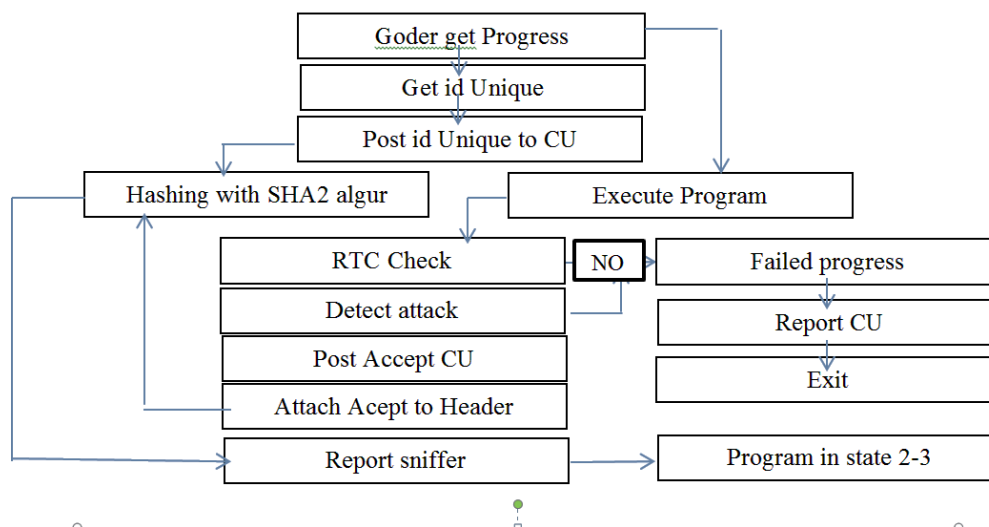 Goder get Progress
Get id Unique
Post id Unique to CU
Hashing with SHA2 algur
Execute Program
RTC Check
NO
Failed progress
Detect attack
Report CU
Post Accept CU
Exit
Attach Acept to Header
Report sniffer
Program in state 2-3